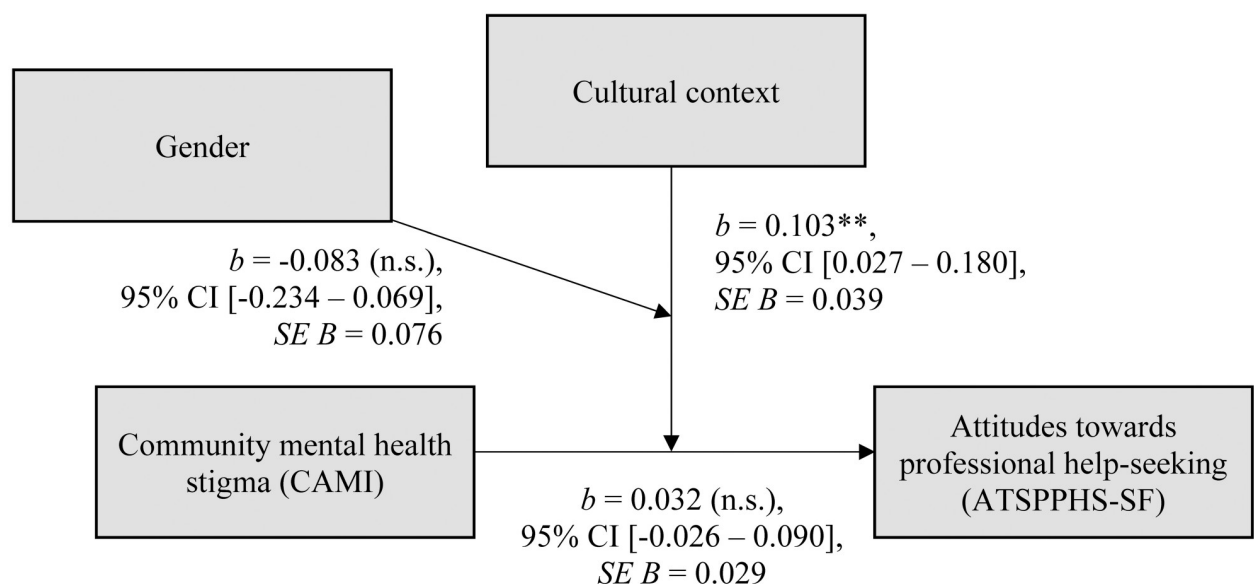 Cultural context
Gender
b = 0.103**,
95% CI [0.027 – 0.180],
SE B = 0.039
b = -0.083 (n.s.),
95% CI [-0.234 – 0.069],
SE B = 0.076
Community mental health
stigma (CAMI)
Attitudes towards
professional help-seeking
(ATSPPHS-SF)
b = 0.032 (n.s.),
95% CI [-0.026 – 0.090],
SE B = 0.029